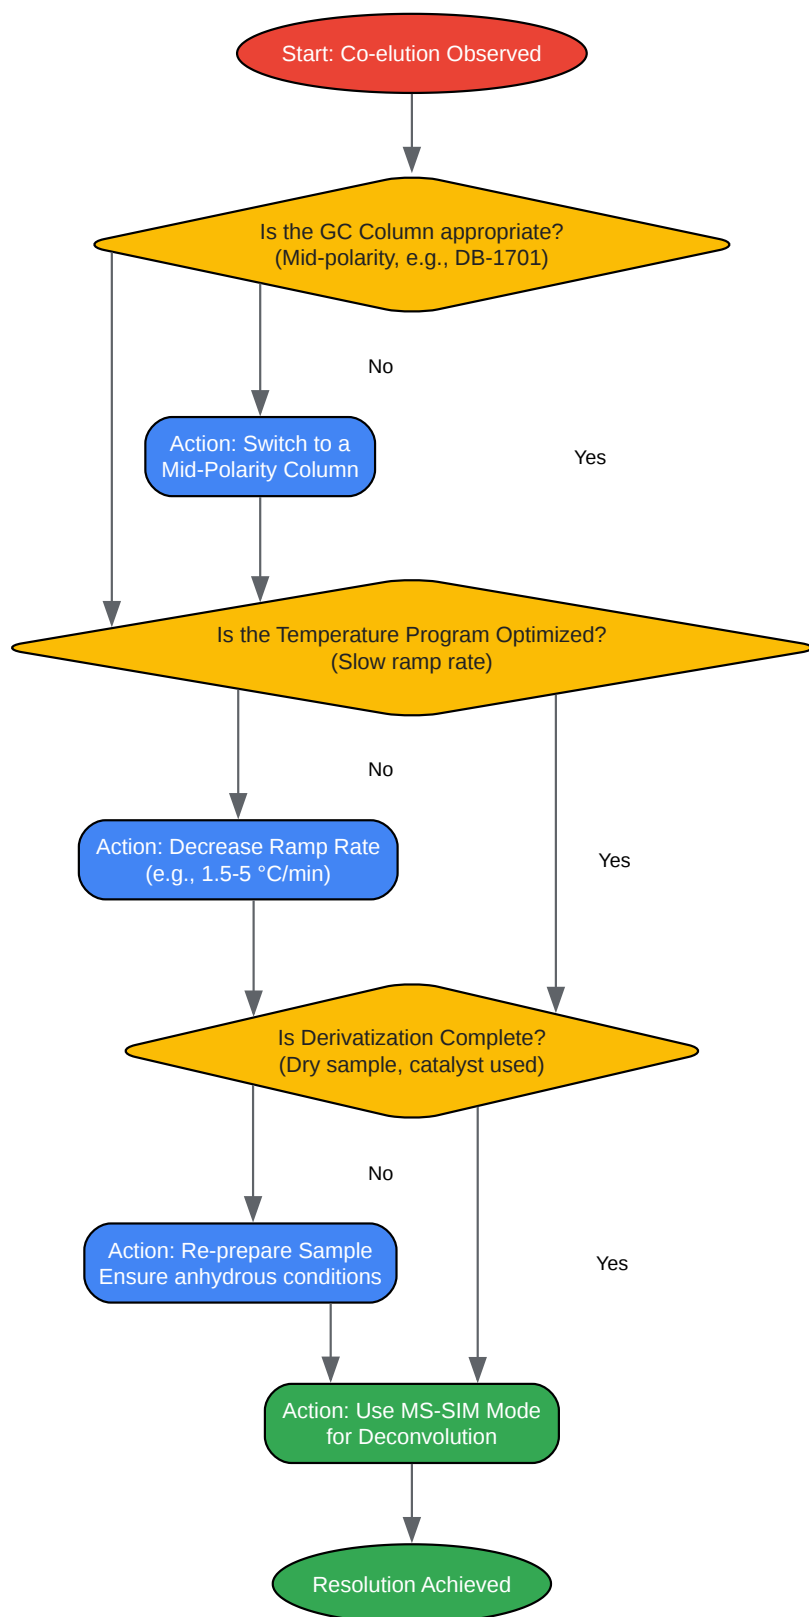 Start: Co-elution Observed
Is the GC Column appropriate?
(Mid-polarity, e.g., DB-1701)
No
Action: Switch to a
Mid-Polarity Column
Yes
Is the Temperature Program Optimized?
(Slow ramp rate)
No
Action: Decrease Ramp Rate
(e.g., 1.5-5 °C/min)
Yes
Is Derivatization Complete?
(Dry sample, catalyst used)
No
Action: Re-prepare Sample
Ensure anhydrous conditions
Yes
Action: Use MS-SIM Mode
for Deconvolution
Resolution Achieved